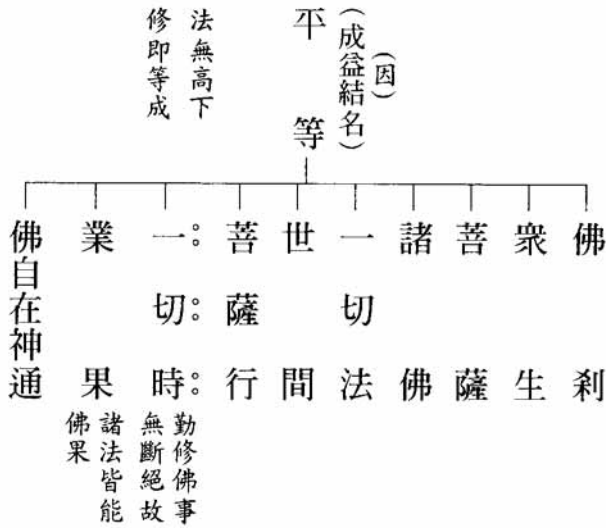 (因)
(成益結名)
平等
法無高下
修即等成
佛剎
眾生
菩薩
諸佛
一切法
世間
菩薩行
：：：
一切時
勤修佛事
無斷絕故
業果
諸法皆能
佛果
佛自在神通